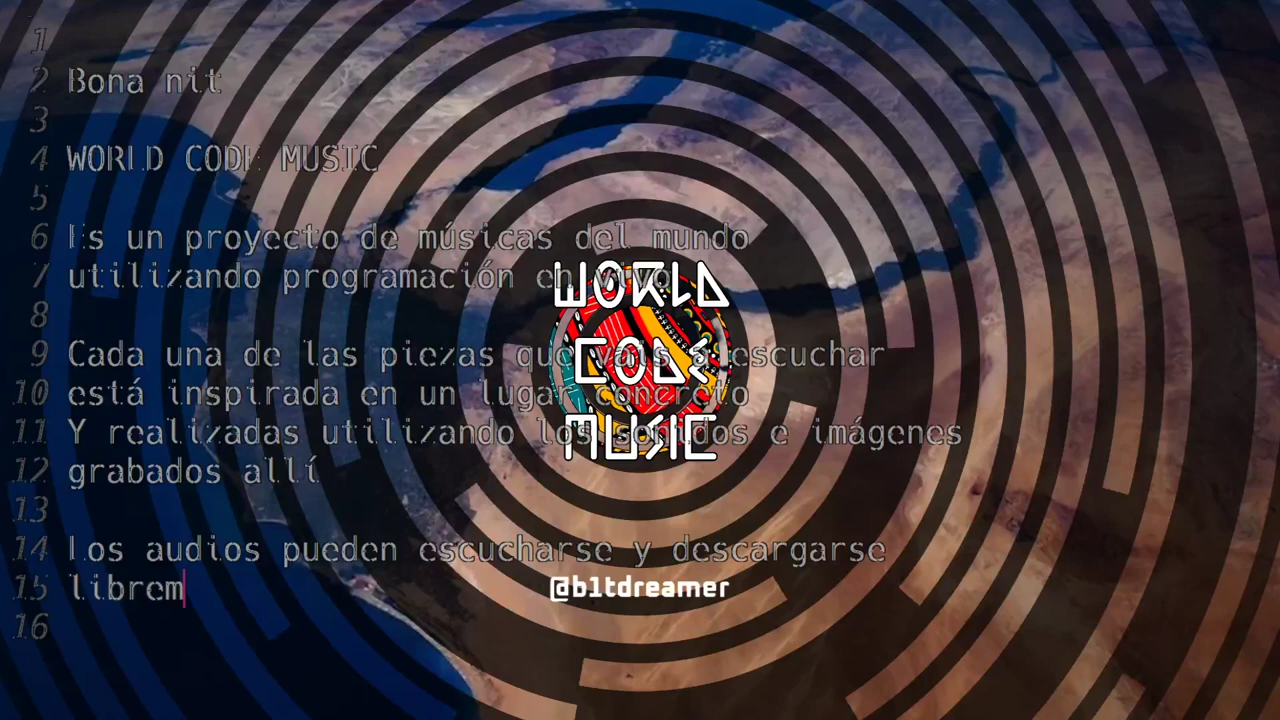 1
2 Bona nit
3
4 WORLD CODE MUSIC
5
6 Es un proyecto de músicas del mundo
7 utilizando programación en vivo
8
9 Cada una de las piezas que vais a escuchar
10 está inspirada en un lugar concreto
11 Y realizadas utilizando los sonidos e imágenes
12 grabados allí
13
14 Los audios pueden escucharse y descargarse
15 librem
16
WORLD
CODE
MUSIC
@b1tdreamer